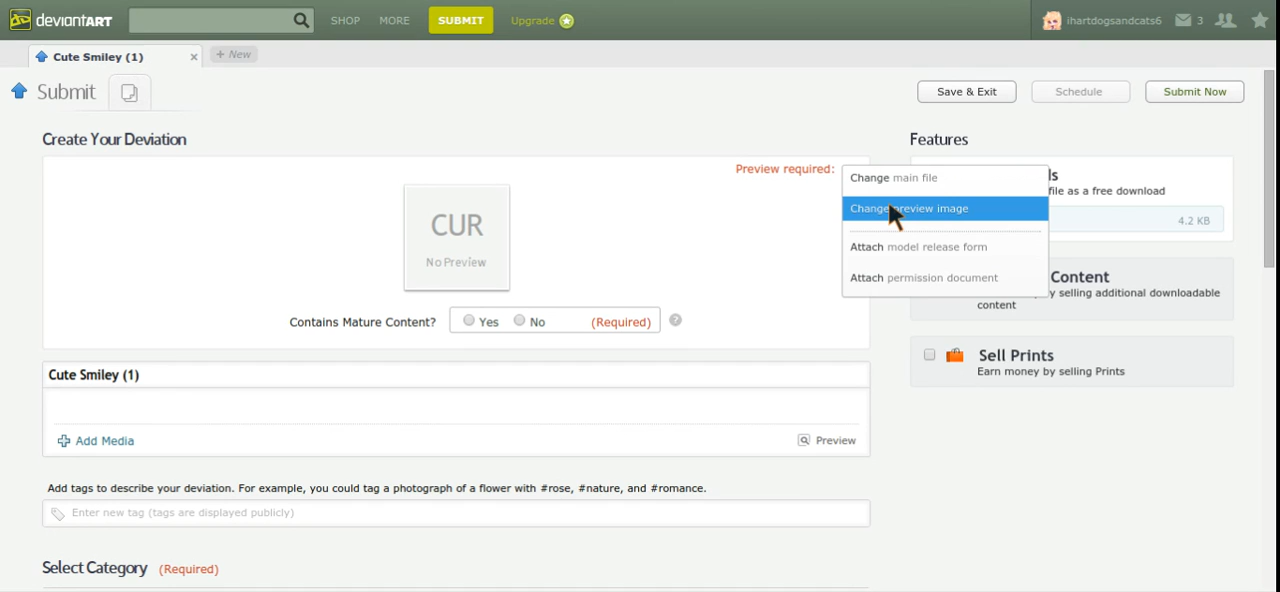 deviantART SHOP MORE SUBMIT Upgrade ihartdogsandcats6 3
Cute Smiley (1) × + New
Submit Save & Exit Schedule Submit Now
Create Your Deviation Features
Preview required:
Change main file
Change preview image
Attach model release form
Attach permission document
CUR
No Preview
Contains Mature Content? Yes No (Required) ?
ls
file as a free download
4.2 KB
Content
y selling additional downloadable
content
Sell Prints
Earn money by selling Prints
Cute Smiley (1)
Add Media Preview
Add tags to describe your deviation. For example, you could tag a photograph of a flower with #rose, #nature, and #romance.
Enter new tag (tags are displayed publicly)
Select Category (Required)